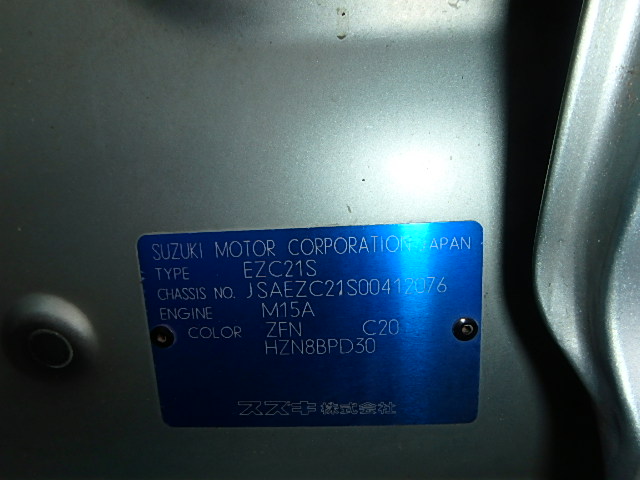 SUZUKI MOTOR CORPORATION JAPAN
TYPE EZC21S
CHASSIS NO. JSAEZC21S00412076
ENGINE M15A
COLOR ZFN C20
HZN8BPD30
スズキ株式会社